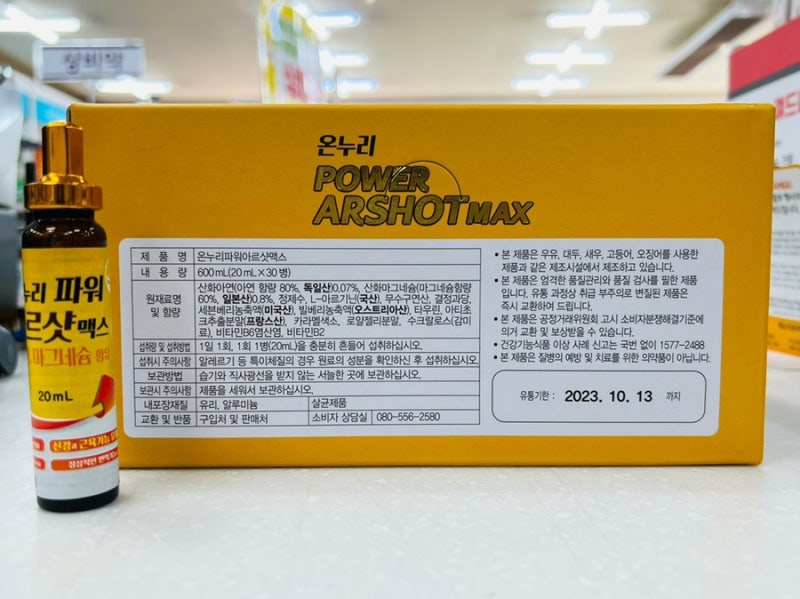 장비약
온누리
POWER
ARSHOT MAX
제 품 명 온누리파워아르샷맥스
내 용 량 600mL(20mL×30병)
원재료명 및 함량 산화아연(아연 함량 80%, 독일산)0.07%, 산화마그네슘(마그네슘함량
60%, 일본산)0.8%, 정제수, L-아르기닌(국산), 무수구연산, 결정과당,
세븐베리농축액(미국산), 빌베리농축액(오스트리아산), 타우린, 아티초
크추출분말(프랑스산), 카라멜색소, 로얄젤리분말, 수크랄로스(감미
료), 비타민B6염산염, 비타민B2
섭취량 및 섭취방법 1일 1회, 1회 1병(20mL)을 충분히 흔들어 섭취하십시오.
섭취시 주의사항 알레르기 등 특이체질의 경우 원료의 성분을 확인하신 후 섭취하십시오.
보관방법 습기와 직사광선을 받지 않는 서늘한 곳에 보관하십시오.
보관시 주의사항 제품을 세워서 보관하십시오.
내포장재질 유리, 알루미늄 살균제품
교환 및 반품 구입처 및 판매처 소비자 상담실 080-556-2580
• 본 제품은 우유, 대두, 새우, 고등어, 오징어를 사용한
제품과 같은 제조시설에서 제조하고 있습니다.
• 본 제품은 엄격한 품질관리와 품질 검사를 필한 제품
입니다. 유통 과정상 취급 부주의로 변질된 제품은
즉시 교환하여 드립니다.
• 본 제품은 공정거래위원회 고시 소비자분쟁해결기준에
의거 교환 및 보상받을 수 있습니다.
• 건강기능식품 이상 사례 신고는 국번 없이 1577-2488
• 본 제품은 질병의 예방 및 치료를 위한 의약품이 아닙니다.
유통기한 : 2023. 10. 13 까지
누리 파워
르샷맥스
마그네슘 함유
20mL
신경과 근육기능
정상적인 면역기능